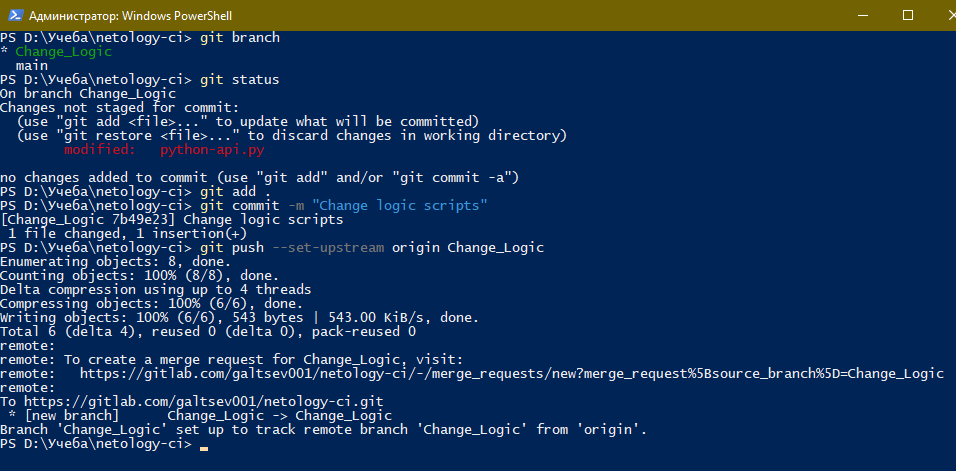 Администратор: Windows PowerShell
PS D:\Учеба\netology-ci> git branch
* Change_Logic
  main
PS D:\Учеба\netology-ci> git status
On branch Change_Logic
Changes not staged for commit:
  (use "git add <file>..." to update what will be committed)
  (use "git restore <file>..." to discard changes in working directory)
        modified:   python-api.py

no changes added to commit (use "git add" and/or "git commit -a")
PS D:\Учеба\netology-ci> git add .
PS D:\Учеба\netology-ci> git commit -m "Change logic scripts"
[Change_Logic 7b49e23] Change logic scripts
 1 file changed, 1 insertion(+)
PS D:\Учеба\netology-ci> git push --set-upstream origin Change_Logic
Enumerating objects: 8, done.
Counting objects: 100% (8/8), done.
Delta compression using up to 4 threads
Compressing objects: 100% (6/6), done.
Writing objects: 100% (6/6), 543 bytes | 543.00 KiB/s, done.
Total 6 (delta 4), reused 0 (delta 0), pack-reused 0
remote:
remote: To create a merge request for Change_Logic, visit:
remote:   https://gitlab.com/galtsev001/netology-ci/-/merge_requests/new?merge_request%5Bsource_branch%5D=Change_Logic
remote:
To https://gitlab.com/galtsev001/netology-ci.git
 * [new branch]      Change_Logic -> Change_Logic
Branch 'Change_Logic' set up to track remote branch 'Change_Logic' from 'origin'.
PS D:\Учеба\netology-ci>